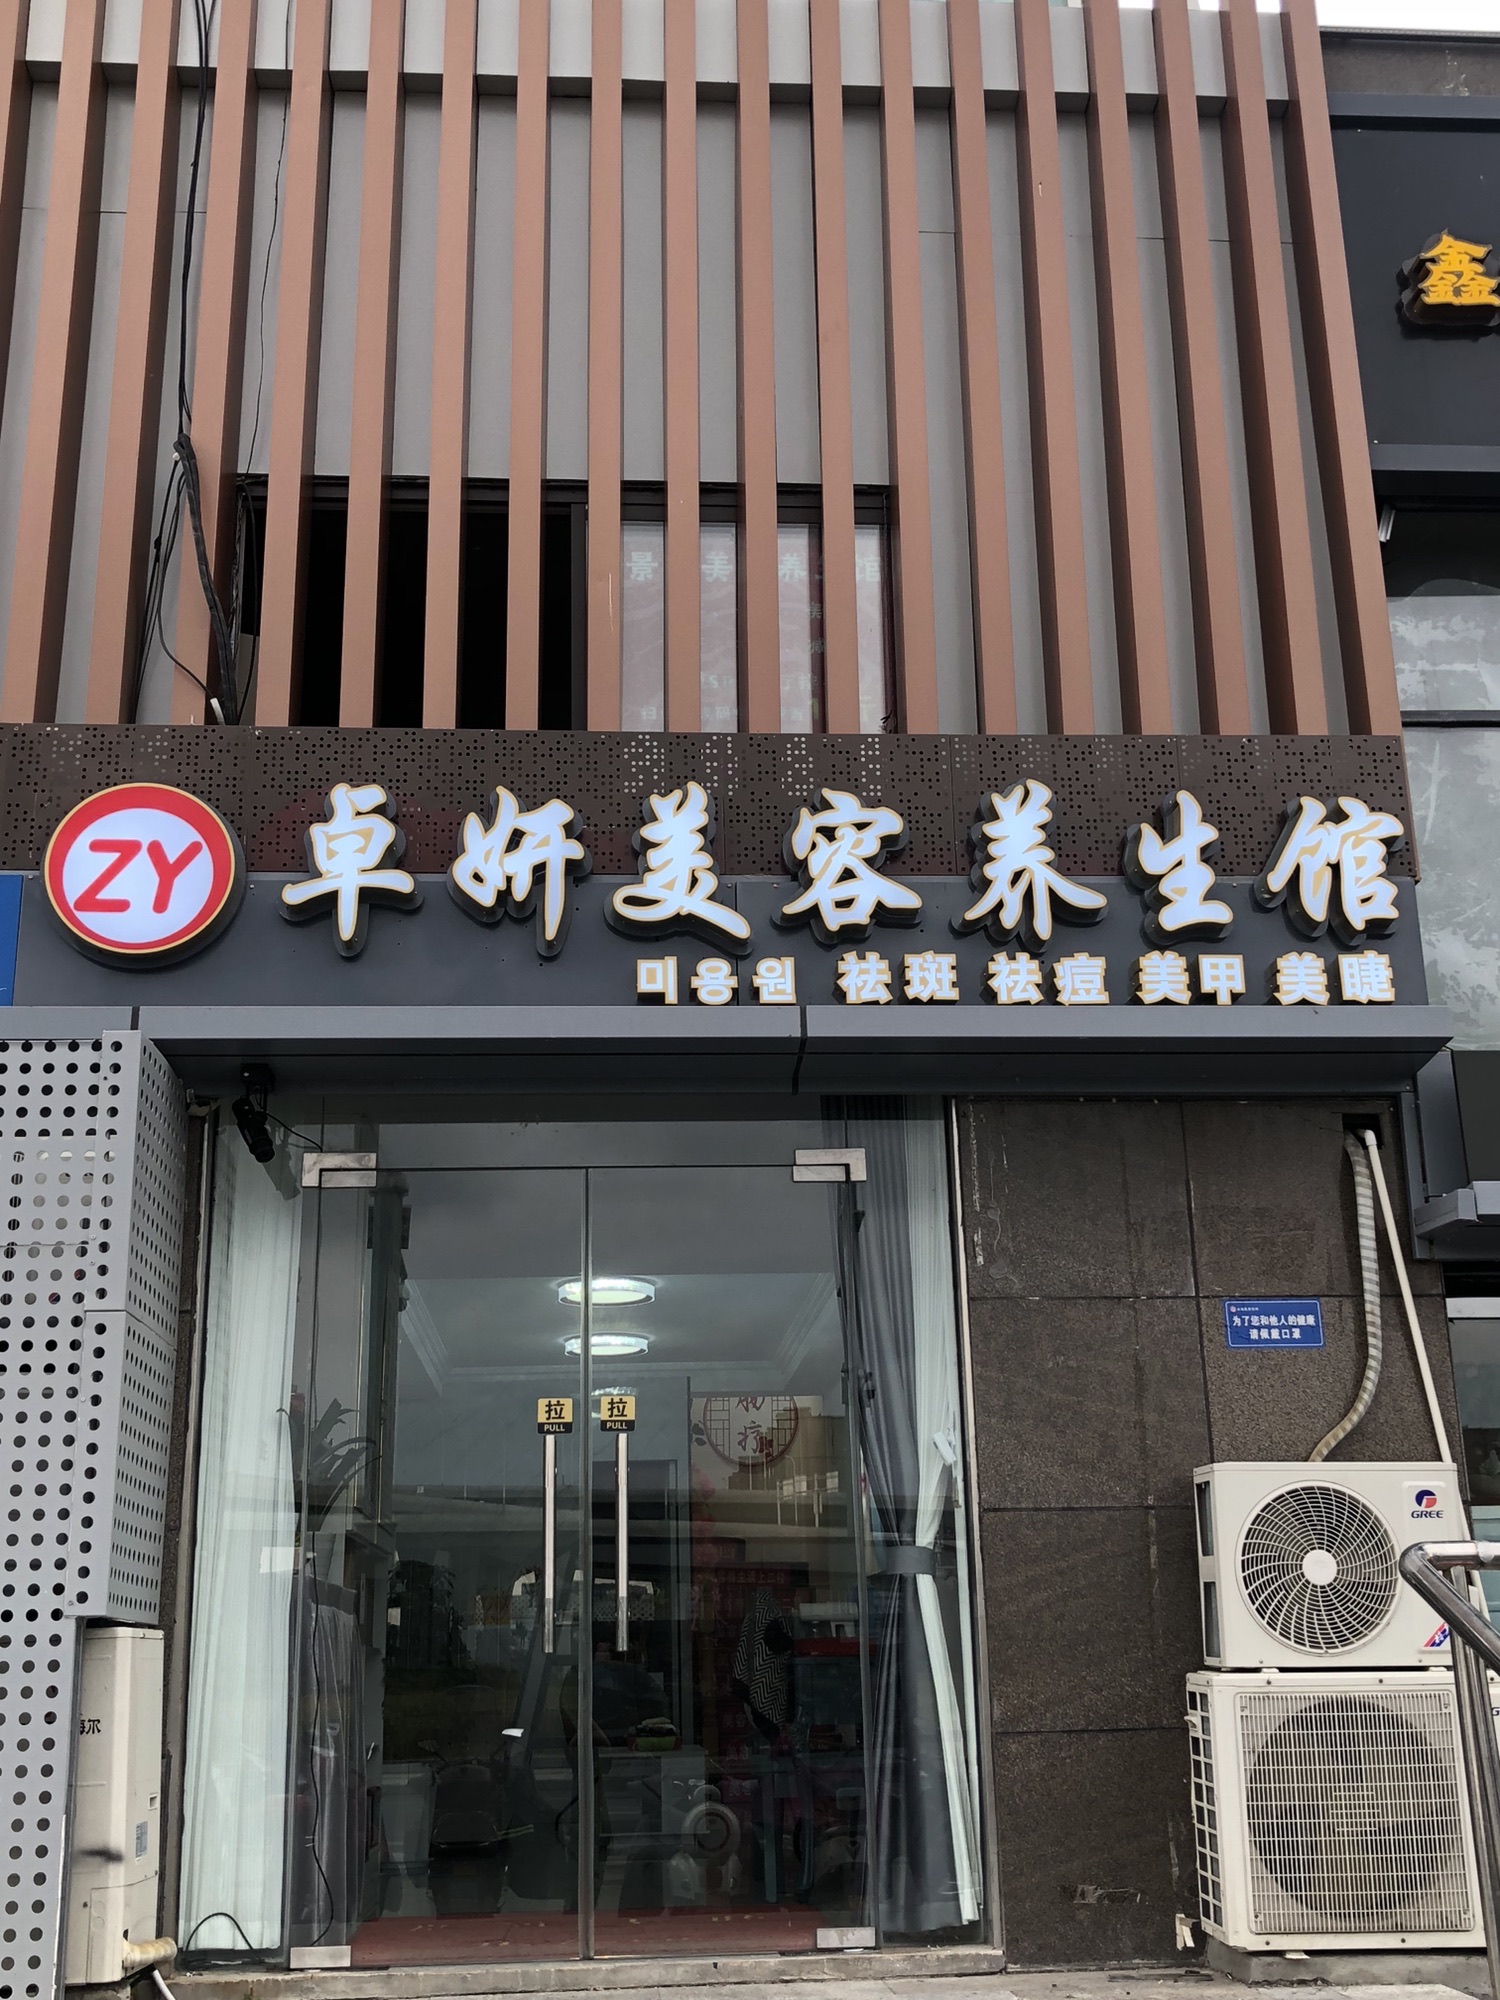 鑫
ZY
卓妍美容养生馆
미용원 祛斑 祛痘 美甲 美睫
为了您和他人的健康
请佩戴口罩
拉 拉
PULL PULL
GREE